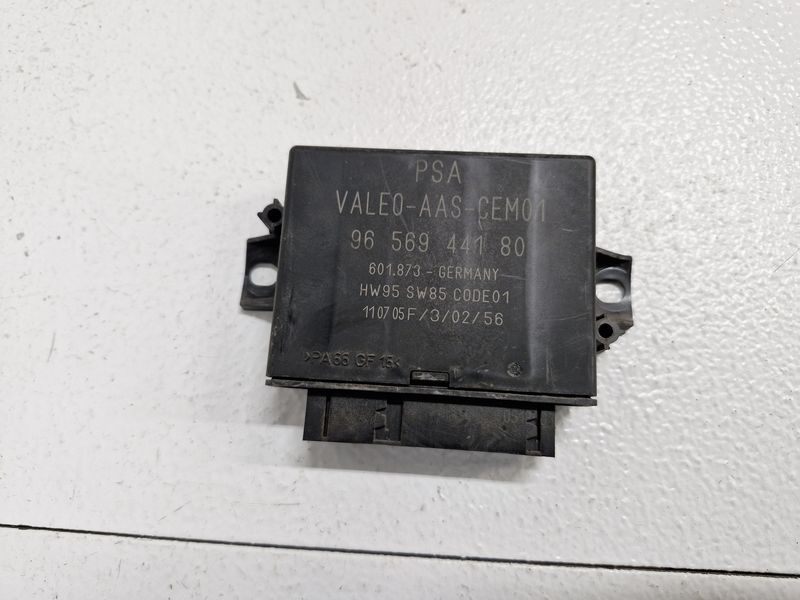 PSA
VALEO-AAS-CEM01
96 569 441 80
601.873 - GERMANY
HW95 SW85 CODE01
110705F/3/02/56
>PA66 GF15<